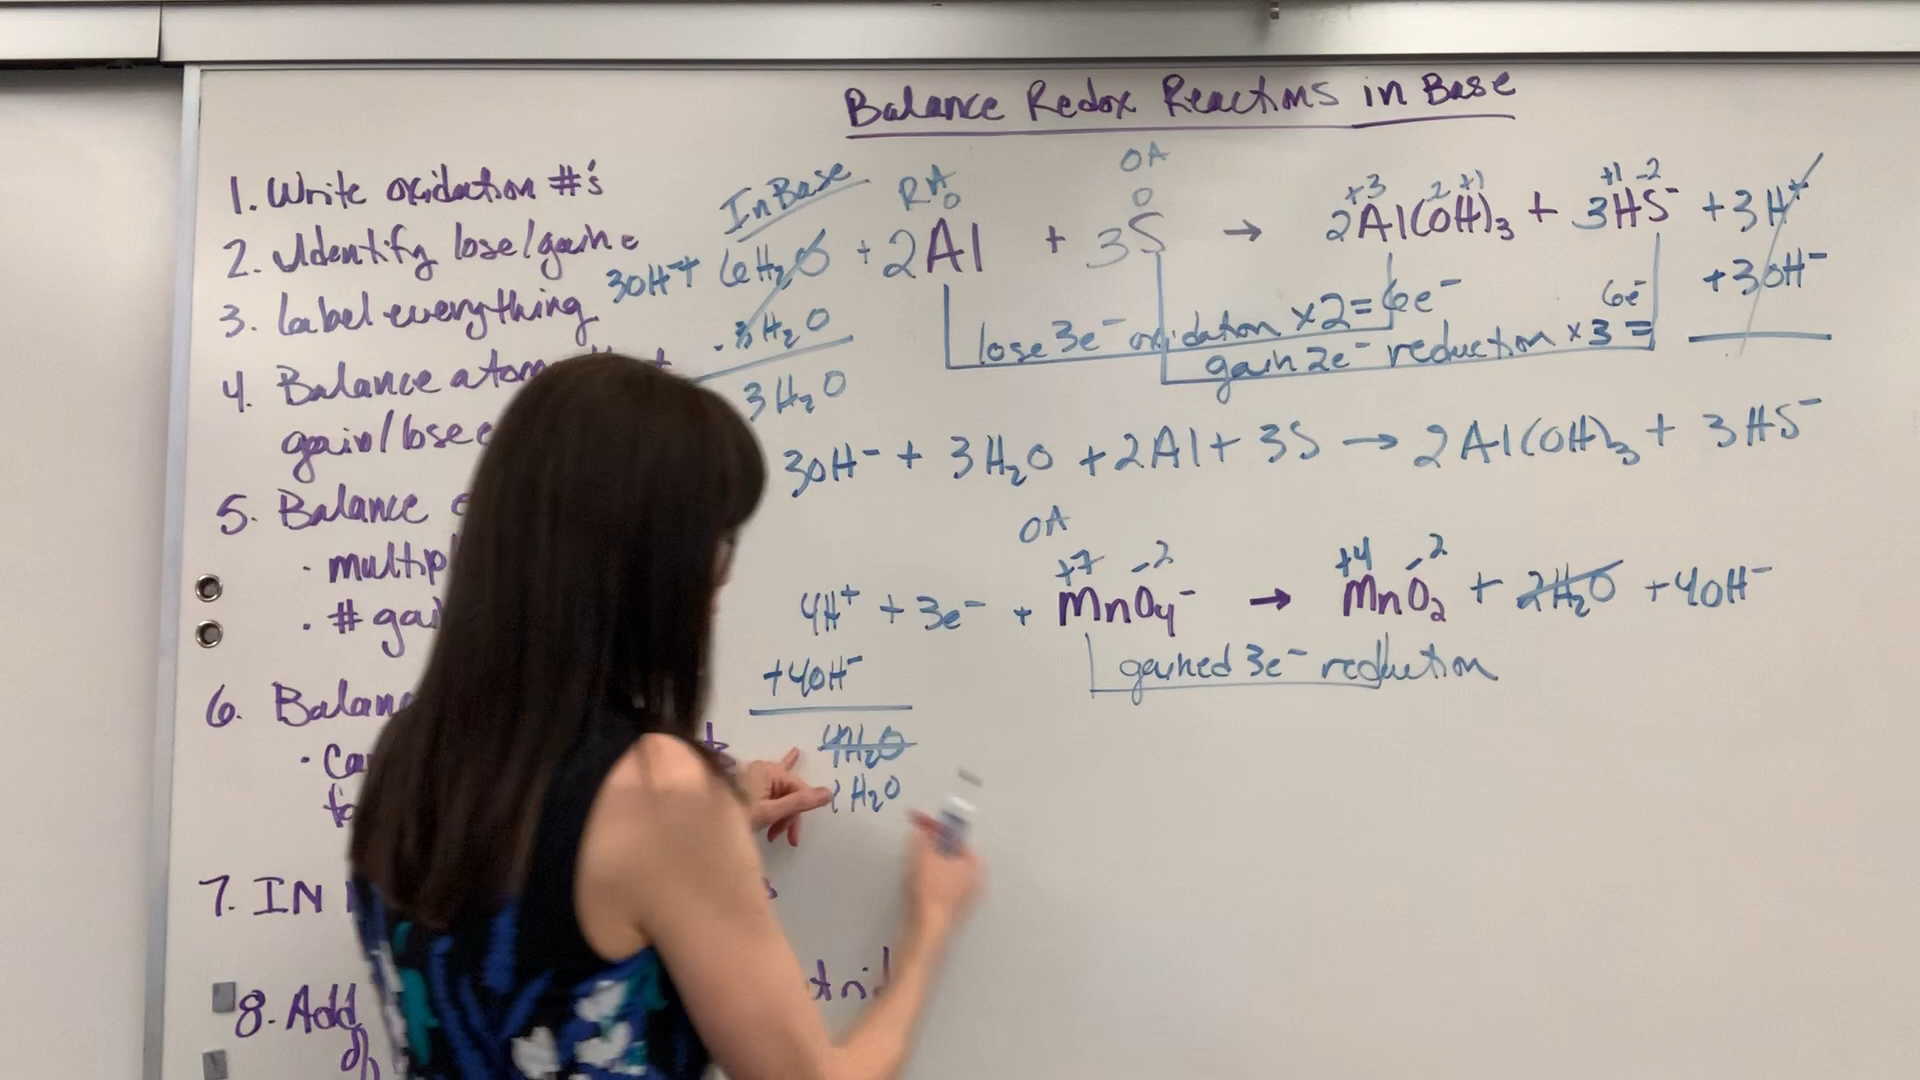 Balance Redox Reactions in Base
1. Write oxidation #'s
2. Identify lose/gain e
3. Label everything
4. Balance atom
gain/lose e
5. Balance
· multip
· # gai
6. Balanc
· Ca
7. IN
8. Add
In Base
RA
OA
0
0
+3 -2 +1
+1 -2
3OH⁻ + 6H₂O + 2Al + 3S → 2Al(OH)₃ + 3HS⁻ + 3H⁺
+3OH⁻
- 3H₂O
3H₂O
lose 3e⁻ oxidation ×2 = 6e⁻
gain 2e⁻ reduction ×3 = 6e⁻
3OH⁻ + 3H₂O + 2Al + 3S → 2Al(OH)₃ + 3HS⁻
OA
+7 -2
+4 -2
4H⁺ + 3e⁻ + MnO₄⁻ → MnO₂ + 2H₂O + 4OH⁻
+4OH⁻
gained 3e⁻ reduction
4H₂O
2H₂O